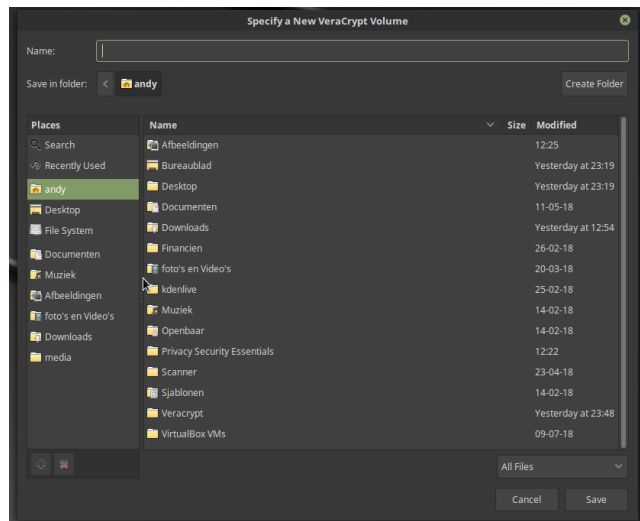 Specify a New VeraCrypt Volume
Name:
Save in folder: < andy Create Folder
Places Name Size Modified
Search Afbeeldingen 12:25
Recently Used Bureaublad Yesterday at 23:19
andy Desktop Yesterday at 23:19
Desktop Documenten 11-05-18
File System Downloads Yesterday at 12:54
Documenten Financien 26-02-18
Muziek foto's en Video's 20-03-18
Afbeeldingen kdenlive 25-02-18
foto's en Video's Muziek 14-02-18
Downloads Openbaar 14-02-18
media Privacy Security Essentials 12:22
Scanner 23-04-18
Sjablonen 14-02-18
Veracrypt Yesterday at 23:48
VirtualBox VMs 09-07-18
All Files
Cancel Save